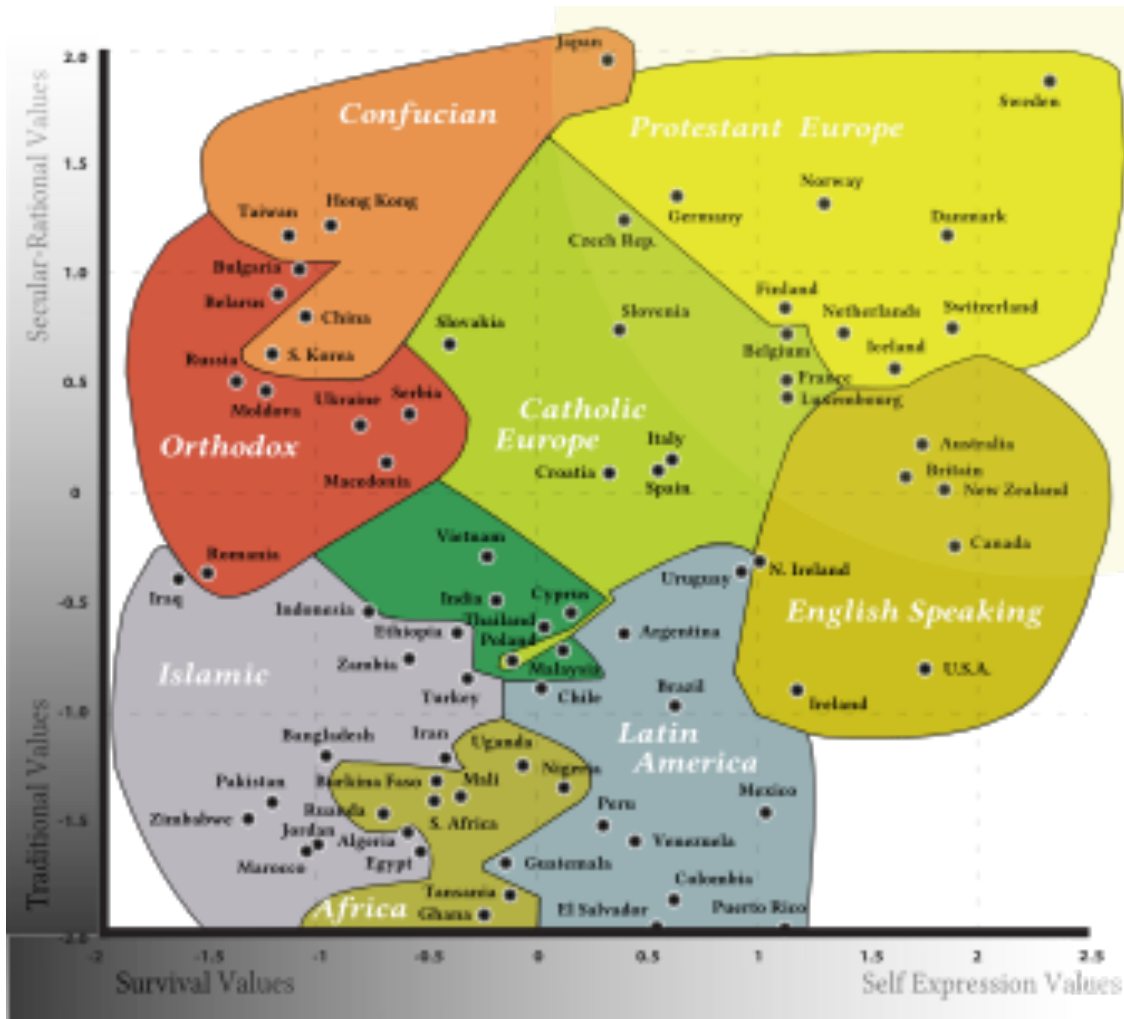 Japan
2.0
Confucian
Sweden
Protestant Europe
1.5
Norway
Hong Kong
Taiwan
Germany
Danmark
Czech Rep.
1.0
Bulgaria
Belarus
Finland
China
Slovakia
Slovenia
Netherlands
Switrerland
Belgium
Iceland
Russia
S. Korea
0.5
France
Ukraine
Serbia
Luxembourg
Moldova
Catholic
Europe
Italy
Orthodox
Australia
Croatia
Britain
Macedonia
Spain
0
New Zealand
Vietnam
Canada
Romania
N. Ireland
Uruguay
Iraq
India
Cyprus
-0.5
Indonesia
English Speaking
Thailand
Ethiopia
Argentina
Poland
Zambia
Malaysia
U.S.A.
Islamic
Turkey
Chile
Brazil
Ireland
-1.0
Latin
America
Bangladesh
Iran
Uganda
Nigeria
Pakistan
Burkina Faso
Mali
Mexico
Peru
Ruanda
Zimbabwe
-1.5
S. Africa
Jordan
Algeria
Venezuela
Marocco
Egypt
Guatemala
Colombia
Tansania
Africa
Ghana
El Salvador
Puerto Rico
-2.0
-2
-1.5
-1
-0.5
0
0.5
1
1.5
2
2.5
Survival Values
Self Expression Values
Secular-Rational Values
Traditional Values